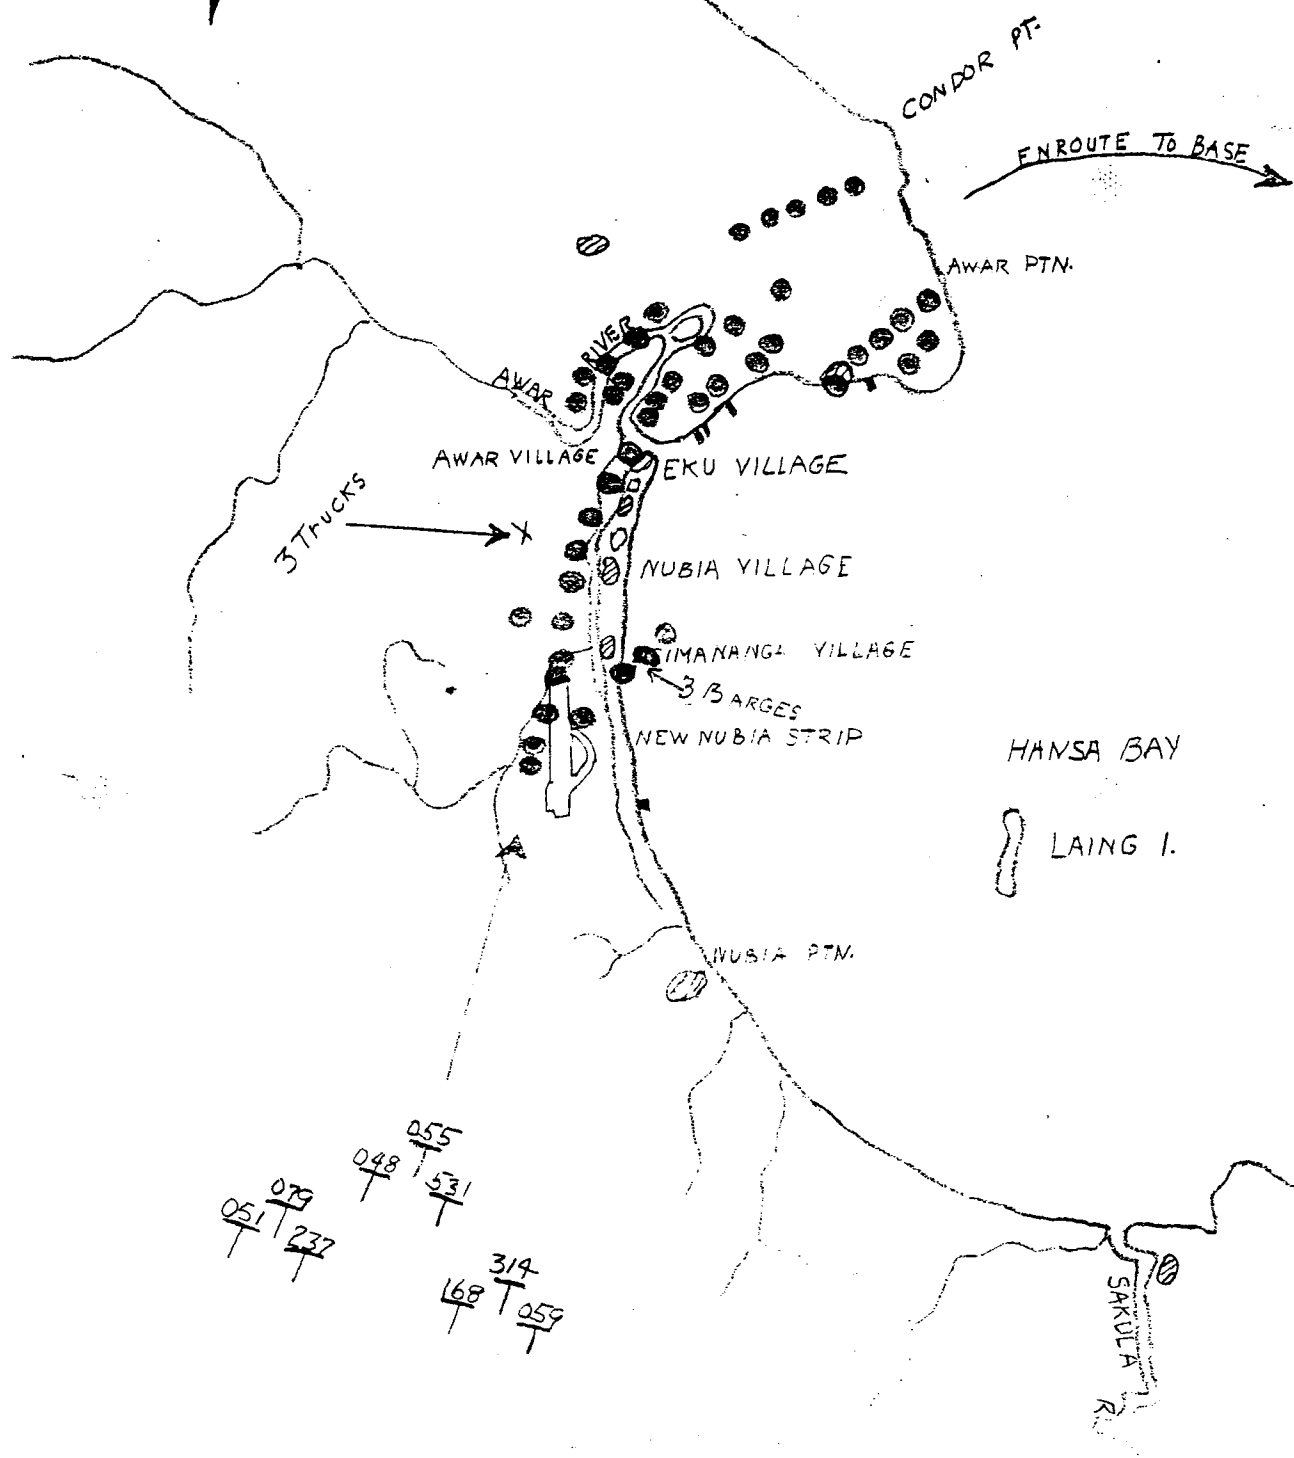 CONDOR PT.
ENROUTE TO BASE
AWAR PTN.
AWAR RIVER
AWAR VILLAGE
EKU VILLAGE
3 TRUCKS
X
NUBIA VILLAGE
VILLAGE
3 BARGES
NEW NUBIA STRIP
HANSA BAY
LAING I.
NUBIA PTN.
055
048
531
079
051
237
314
168
059
SAKULA R.